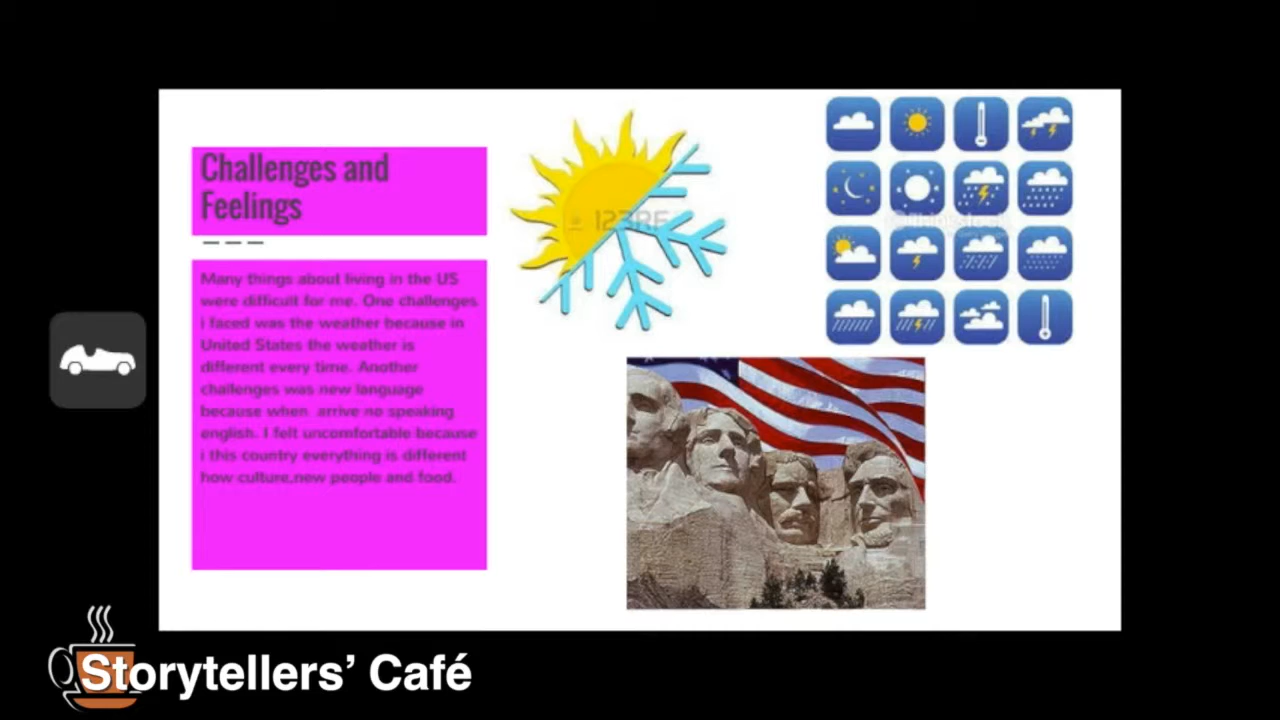 Challenges and
Feelings
Many things about living in the US
were difficult for me. One challenges
i faced was the weather because in
United States the weather is
different every time. Another
challenges was new language
because when arrive no speaking
english. I felt uncomfortable because
i this country everything is different
how culture,new people and food.
123RF
Storytellers' Café